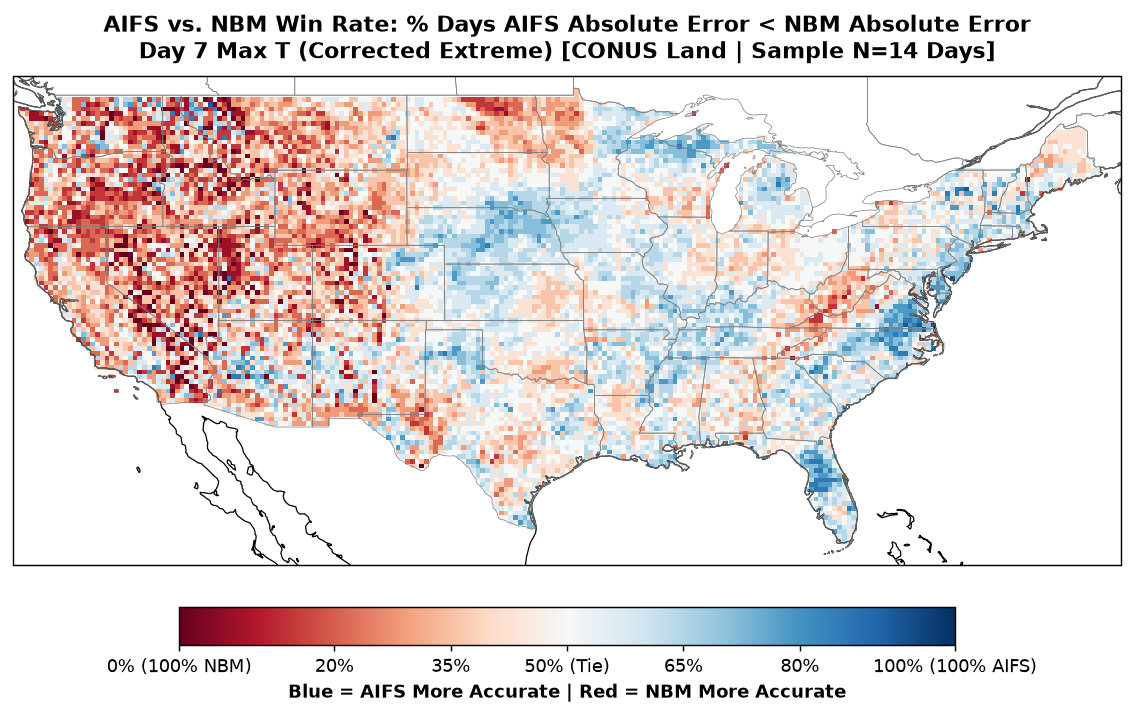 AIFS vs. NBM Win Rate: % Days AIFS Absolute Error < NBM Absolute Error
Day 7 Max T (Corrected Extreme) [CONUS Land | Sample N=14 Days]
0% (100% NBM) 20% 35% 50% (Tie) 65% 80% 100% (100% AIFS)
Blue = AIFS More Accurate | Red = NBM More Accurate